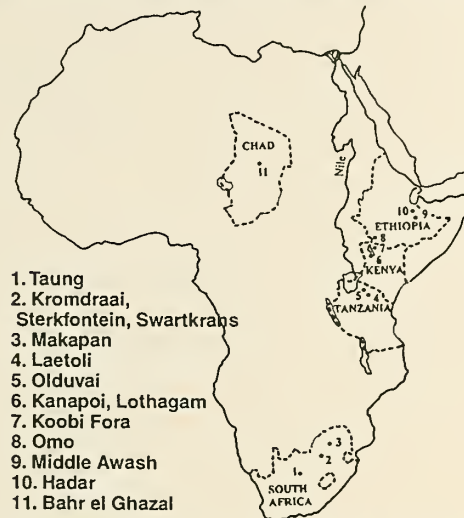 CHAD
11
Nile
10
9
ETHIOPIA
8
7
6
KENYA
5
4
TANZANIA
3
2
1
SOUTH
AFRICA
1. Taung
2. Kromdraai,
Sterkfontein, Swartkrans
3. Makapan
4. Laetoli
5. Olduvai
6. Kanapoi, Lothagam
7. Koobi Fora
8. Omo
9. Middle Awash
10. Hadar
11. Bahr el Ghazal